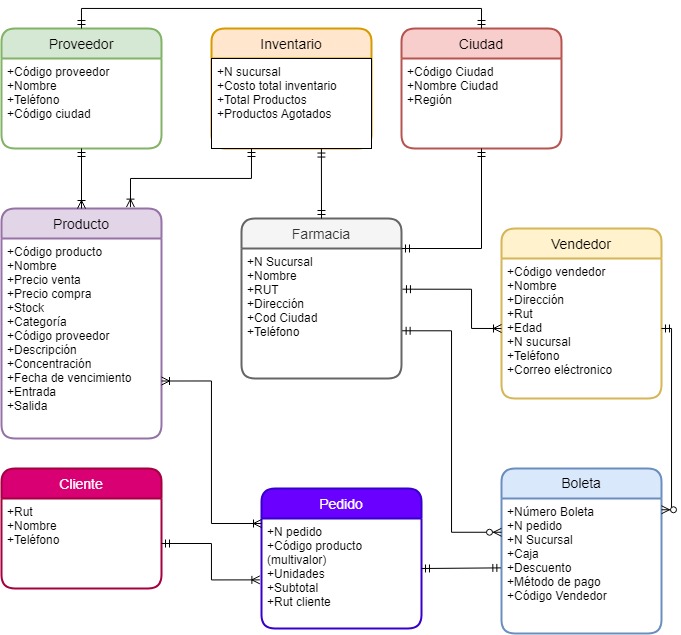 Proveedor
+Código proveedor
+Nombre
+Teléfono
+Código ciudad
Inventario
+N sucursal
+Costo total inventario
+Total Productos
+Productos Agotados
Ciudad
+Código Ciudad
+Nombre Ciudad
+Región
Producto
+Código producto
+Nombre
+Precio venta
+Precio compra
+Stock
+Categoría
+Código proveedor
+Descripción
+Concentración
+Fecha de vencimiento
+Entrada
+Salida
Farmacia
+N Sucursal
+Nombre
+RUT
+Dirección
+Cod Ciudad
+Teléfono
Vendedor
+Código vendedor
+Nombre
+Dirección
+Rut
+Edad
+N sucursal
+Teléfono
+Correo eléctronico
Cliente
+Rut
+Nombre
+Teléfono
Pedido
+N pedido
+Código producto
(multivalor)
+Unidades
+Subtotal
+Rut cliente
Boleta
+Número Boleta
+N pedido
+N Sucursal
+Caja
+Descuento
+Método de pago
+Código Vendedor